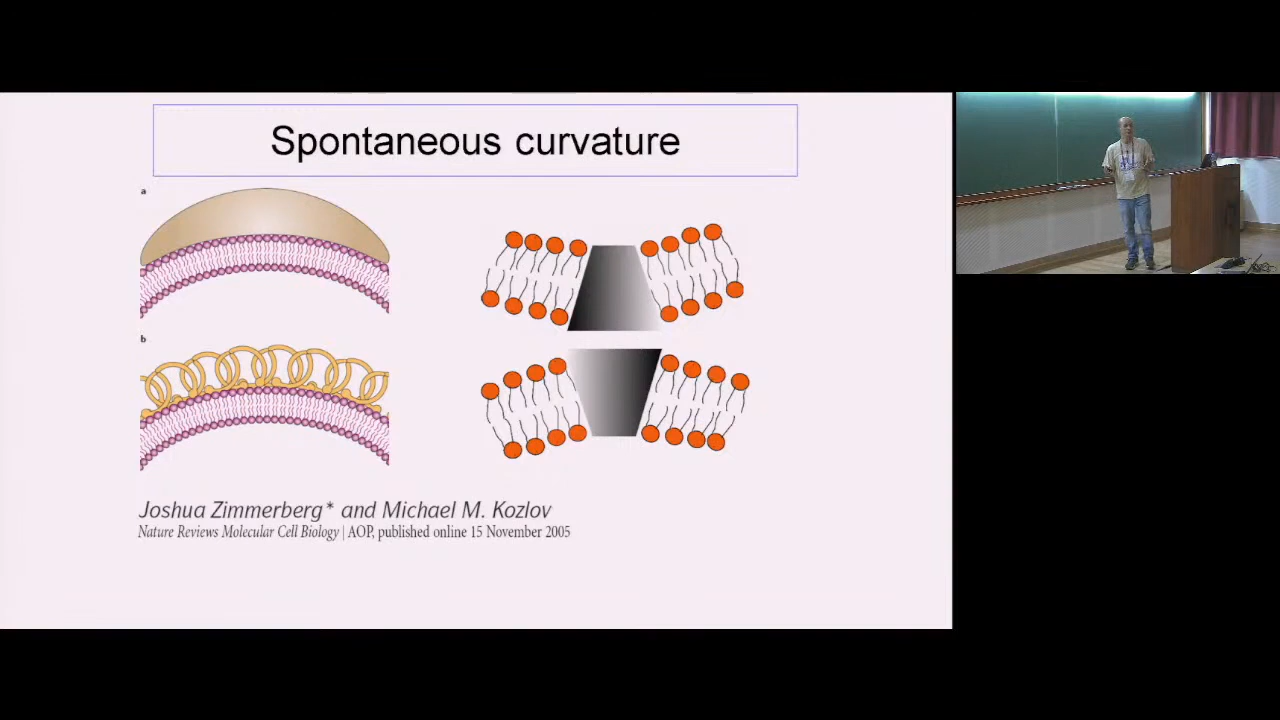 Spontaneous curvature
a
b
Joshua Zimmerberg* and Michael M. Kozlov
Nature Reviews Molecular Cell Biology | AOP, published online 15 November 2005